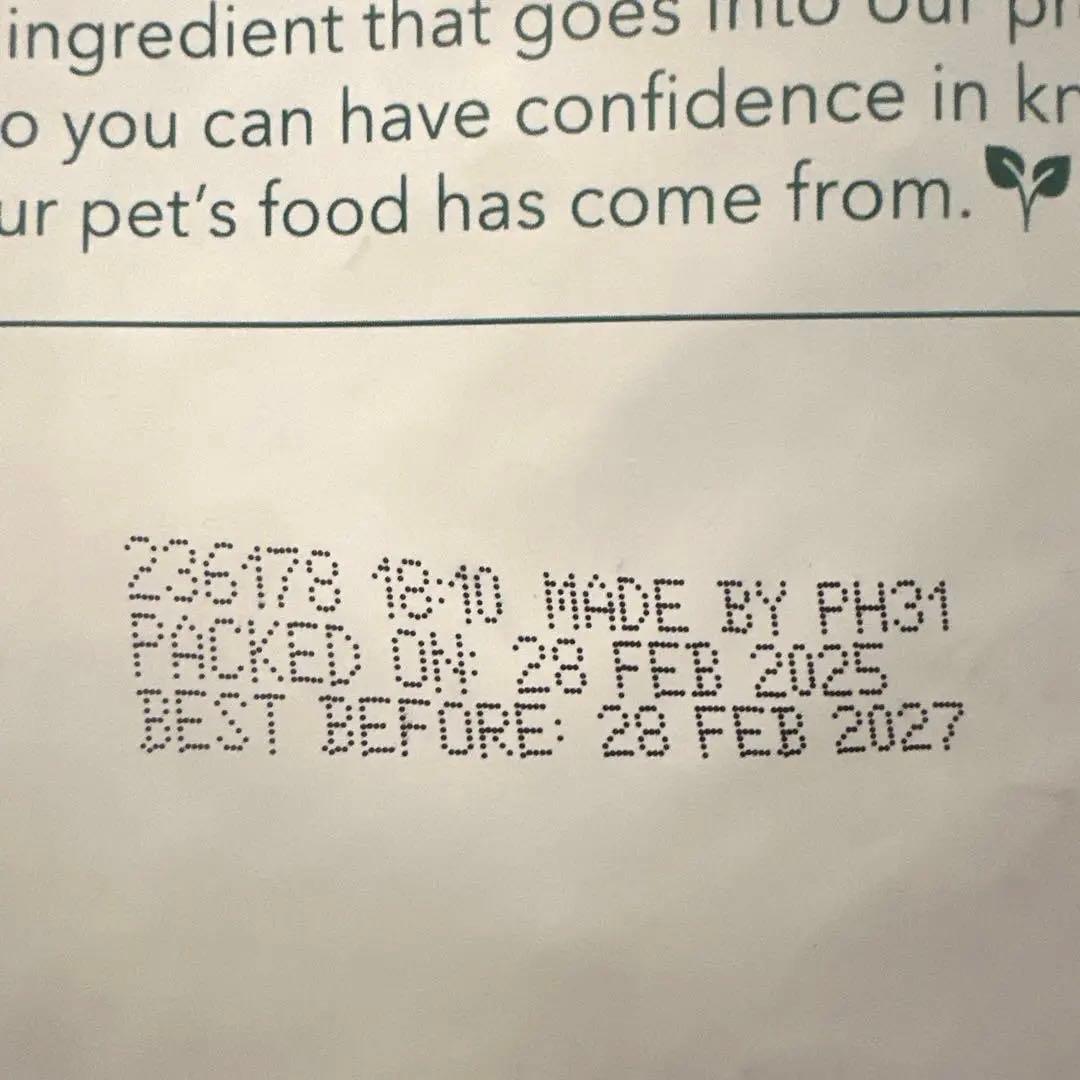 ingredient that goes into our pr
o you can have confidence in kn
ur pet's food has come from.
236178 18:10 MADE BY PH31
PACKED ON: 28 FEB 2025
BEST BEFORE: 28 FEB 2027